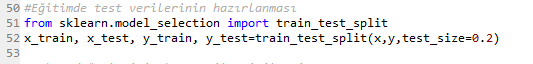 50 #Eğitimde test verilerinin hazırlanması
51 from sklearn.model_selection import train_test_split
52 x_train, x_test, y_train, y_test=train_test_split(x,y,test_size=0.2)
53